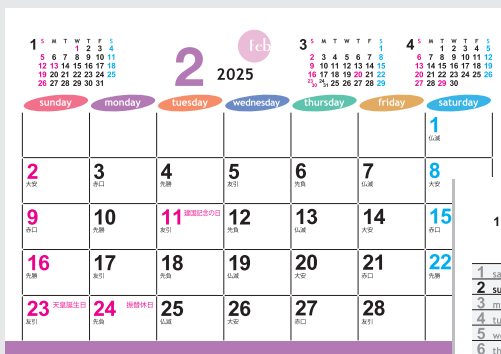 1 S M T W T F S
1 2 3 4
5 6 7 8 9 10 11
12 13 14 15 16 17 18
19 20 21 22 23 24 25
26 27 28 29 30 31
2 2025
Feb
3 S M T W T F S
1
2 3 4 5 6 7 8
9 10 11 12 13 14 15
16 17 18 19 20 21 22
23/30 24/31 25 26 27 28 29
4 S M T W T F S
1 2 3 4 5
6 7 8 9 10 11 12
13 14 15 16 17 18 19
20 21 22 23 24 25 26
27 28 29 30
sunday monday tuesday wednesday thursday friday saturday
1
仏滅
2 3 4 5 6 7 8
大安 赤口 先勝 友引 先負 仏滅 大安
9 10 11 建国記念の日 12 13 14 15
赤口 先勝 友引 先負 仏滅 大安 赤口
16 17 18 19 20 21 22
先勝 友引 先負 仏滅 大安 赤口 先勝
23 天皇誕生日 24 振替休日 25 26 27 28
友引 先負 仏滅 大安 赤口 友引
1
1 sa
2 su
3 m
4 tu
5 we
6 th